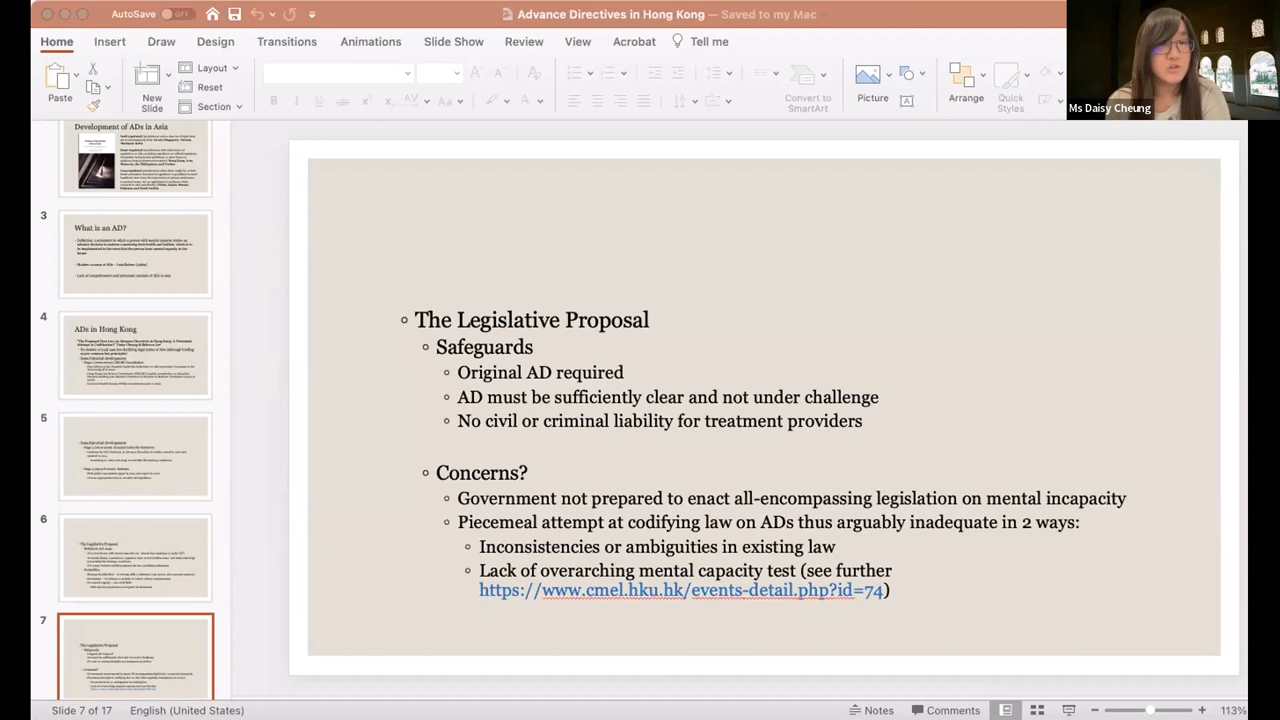 AutoSave OFF
Advance Directives in Hong Kong — Saved to my Mac
Home Insert Draw Design Transitions Animations Slide Show Review View Acrobat Tell me
Paste
New
Slide
Layout
Reset
Section
Convert to
SmartArt
Picture
Arrange
Quick
Styles
Ms Daisy Cheung
Development of ADs in Asia
3
What is an AD?
4
ADs in Hong Kong
5
6
The Legislative Proposal
7
The Legislative Proposal
The Legislative Proposal
Safeguards
Original AD required
AD must be sufficiently clear and not under challenge
No civil or criminal liability for treatment providers
Concerns?
Government not prepared to enact all-encompassing legislation on mental incapacity
Piecemeal attempt at codifying law on ADs thus arguably inadequate in 2 ways:
Inconsistencies or ambiguities in existing law
Lack of overarching mental capacity test (see further
https://www.cmel.hku.hk/events-detail.php?id=74)
Slide 7 of 17 English (United States) Notes Comments 113%